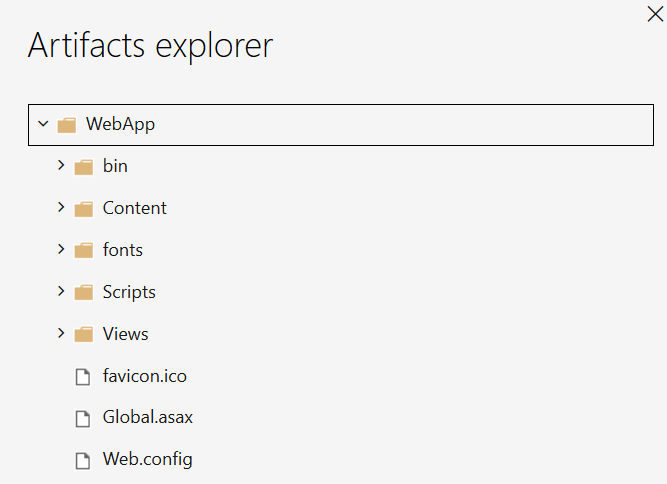 Artifacts explorer
WebApp
bin
Content
fonts
Scripts
Views
favicon.ico
Global.asax
Web.config